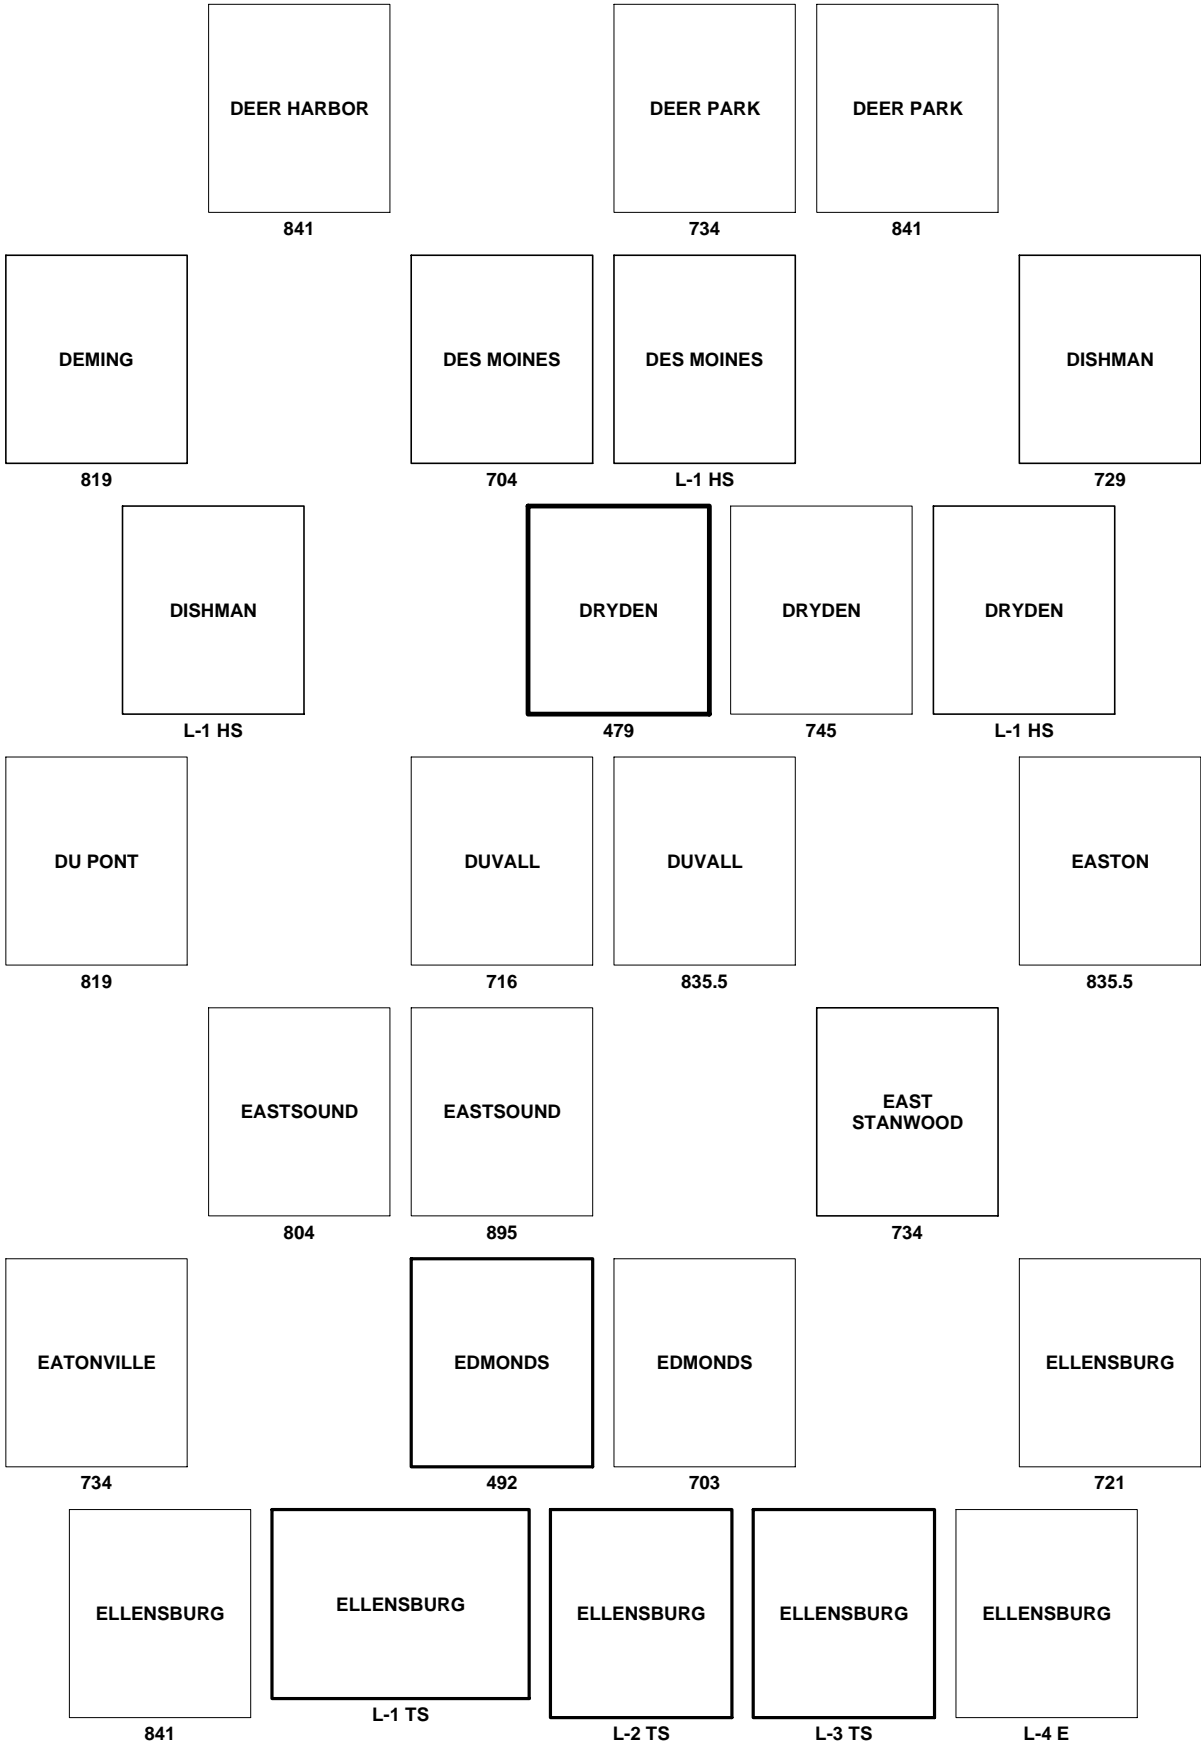 DEER HARBOR
841
DEER PARK
734
DEER PARK
841
DEMING
819
DES MOINES
704
DES MOINES
L-1 HS
DISHMAN
729
DISHMAN
L-1 HS
DRYDEN
479
DRYDEN
745
DRYDEN
L-1 HS
DU PONT
819
DUVALL
716
DUVALL
835.5
EASTON
835.5
EASTSOUND
804
EASTSOUND
895
EAST
STANWOOD
734
EATONVILLE
734
EDMONDS
492
EDMONDS
703
ELLENSBURG
721
ELLENSBURG
841
ELLENSBURG
L-1 TS
ELLENSBURG
L-2 TS
ELLENSBURG
L-3 TS
ELLENSBURG
L-4 E